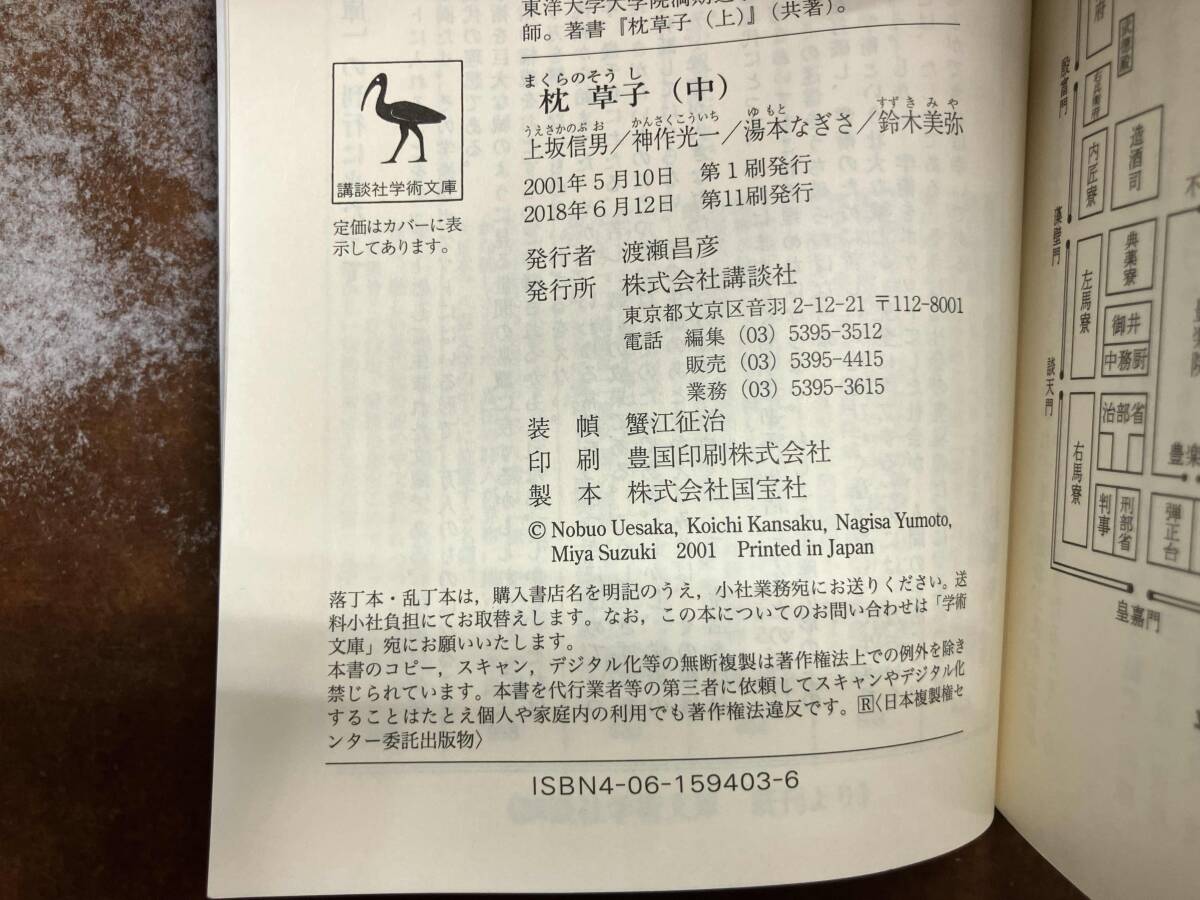 師。著書『枕草子（上）』（共著）。
講談社学術文庫
定価はカバーに表
示してあります。
まくらのそうし
枕草子（中）
うえさかのぶお かんさくこういち ゆもと すずきみや
上坂信男／神作光一／湯本なぎさ／鈴木美弥
2001年5月10日 第1刷発行
2018年6月12日 第11刷発行
発行者 渡瀬昌彦
発行所 株式会社講談社
東京都文京区音羽 2-12-21 〒112-8001
電話 編集 (03) 5395-3512
販売 (03) 5395-4415
業務 (03) 5395-3615
装幀 蟹江征治
印刷 豊国印刷株式会社
製本 株式会社国宝社
© Nobuo Uesaka, Koichi Kansaku, Nagisa Yumoto,
Miya Suzuki 2001 Printed in Japan
落丁本・乱丁本は，購入書店名を明記のうえ，小社業務宛にお送りください。送
料小社負担にてお取替えします。なお，この本についてのお問い合わせは「学術
文庫」宛にお願いいたします。
本書のコピー，スキャン，デジタル化等の無断複製は著作権法上での例外を除き
禁じられています。本書を代行業者等の第三者に依頼してスキャンやデジタル化
することはたとえ個人や家庭内の利用でも著作権法違反です。Ⓡ〈日本複製権セ
ンター委託出版物〉
ISBN4-06-159403-6
殷富門
藻壁門
談天門
皇嘉門
内匠寮
左馬寮
右馬寮
造酒司
典薬寮
御井
中務厨
治部省
判事
刑部省
弾正台
豊楽